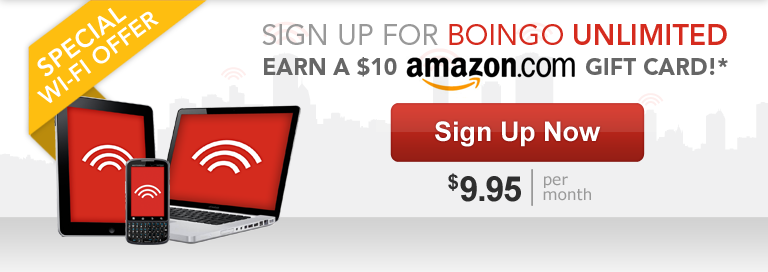 SPECIAL
WI-FI OFFER
SIGN UP FOR BOINGO UNLIMITED
EARN A $10 amazon.com GIFT CARD!*
Sign Up Now
$9.95 per month